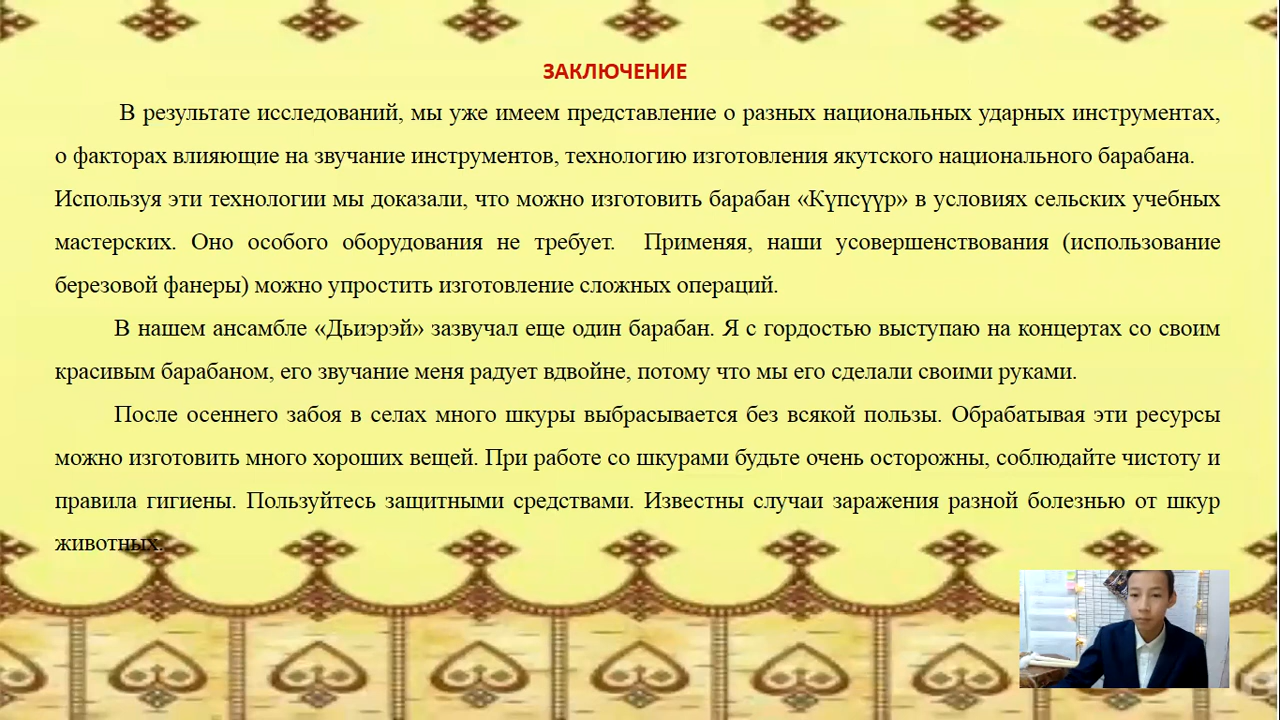 ЗАКЛЮЧЕНИЕ
В результате исследований, мы уже имеем представление о разных национальных ударных инструментах,
о факторах влияющие на звучание инструментов, технологию изготовления якутского национального барабана.
Используя эти технологии мы доказали, что можно изготовить барабан «Күпсүүр» в условиях сельских учебных
мастерских. Оно особого оборудования не требует. Применяя, наши усовершенствования (использование
березовой фанеры) можно упростить изготовление сложных операций.
В нашем ансамбле «Дьиэрэй» зазвучал еще один барабан. Я с гордостью выступаю на концертах со своим
красивым барабаном, его звучание меня радует вдвойне, потому что мы его сделали своими руками.
После осеннего забоя в селах много шкуры выбрасывается без всякой пользы. Обрабатывая эти ресурсы
можно изготовить много хороших вещей. При работе со шкурами будьте очень осторожны, соблюдайте чистоту и
правила гигиены. Пользуйтесь защитными средствами. Известны случаи заражения разной болезнью от шкур
животных.